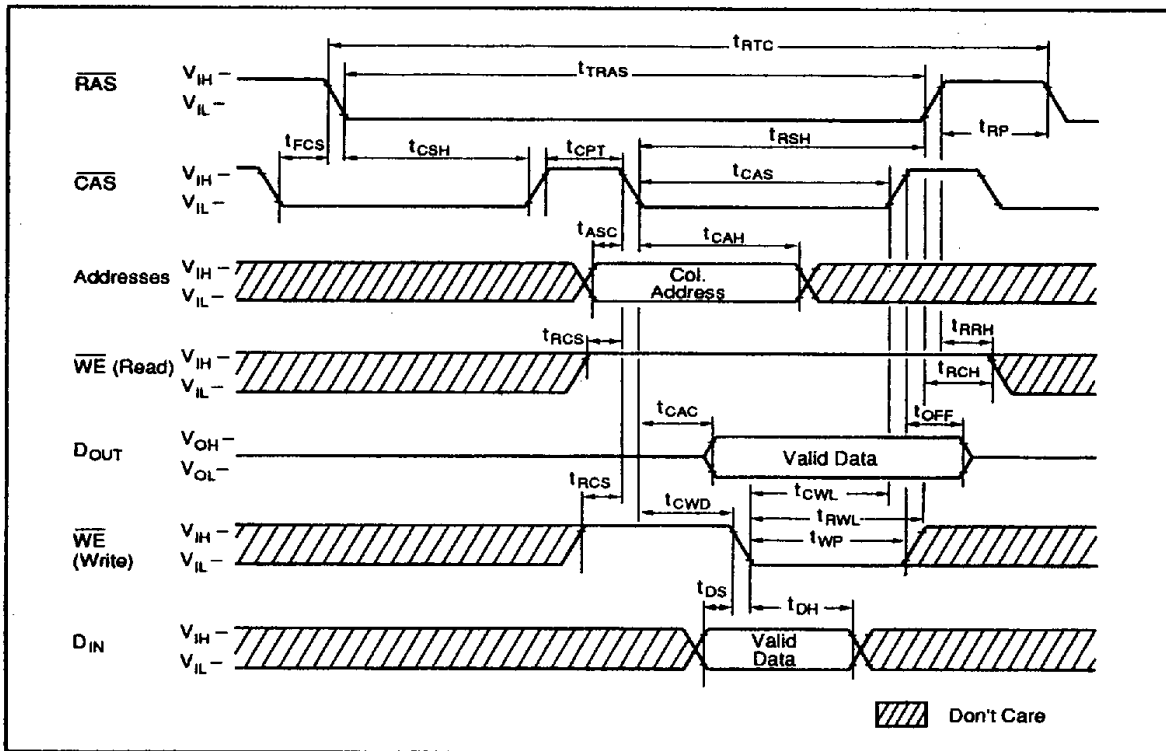 tRTC
tTRAS
RAS
VIH –
VIL –
tRSH
tRP
tFCS
tCSH
tCPT
tCAS
CAS
VIH –
VIL –
tASC
tCAH
Addresses
VIH –
VIL –
Col.
Address
tRCS
tRRH
WE (Read)
VIH –
VIL –
tRCH
tCAC
tOFF
DOUT
VOH –
VOL –
Valid Data
tRCS
tCWL
tCWD
tRWL
WE
(Write)
VIH –
VIL –
tWP
tDS
tDH
DIN
VIH –
VIL –
Valid
Data
Don't Care